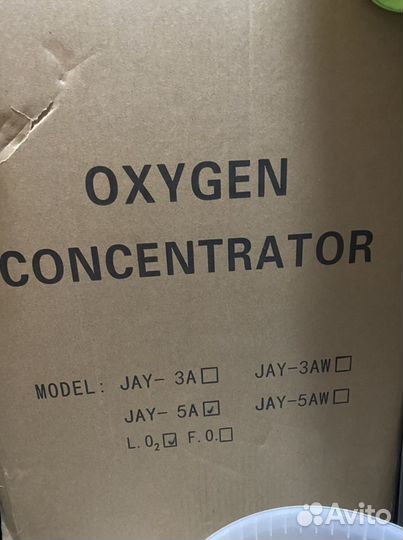 OXYGEN
CONCENTRATOR
MODEL: JAY- 3A☐ JAY-3AW☐
JAY- 5A☑ JAY-5AW☐
L.O₂☑ F.O.☐
Avito